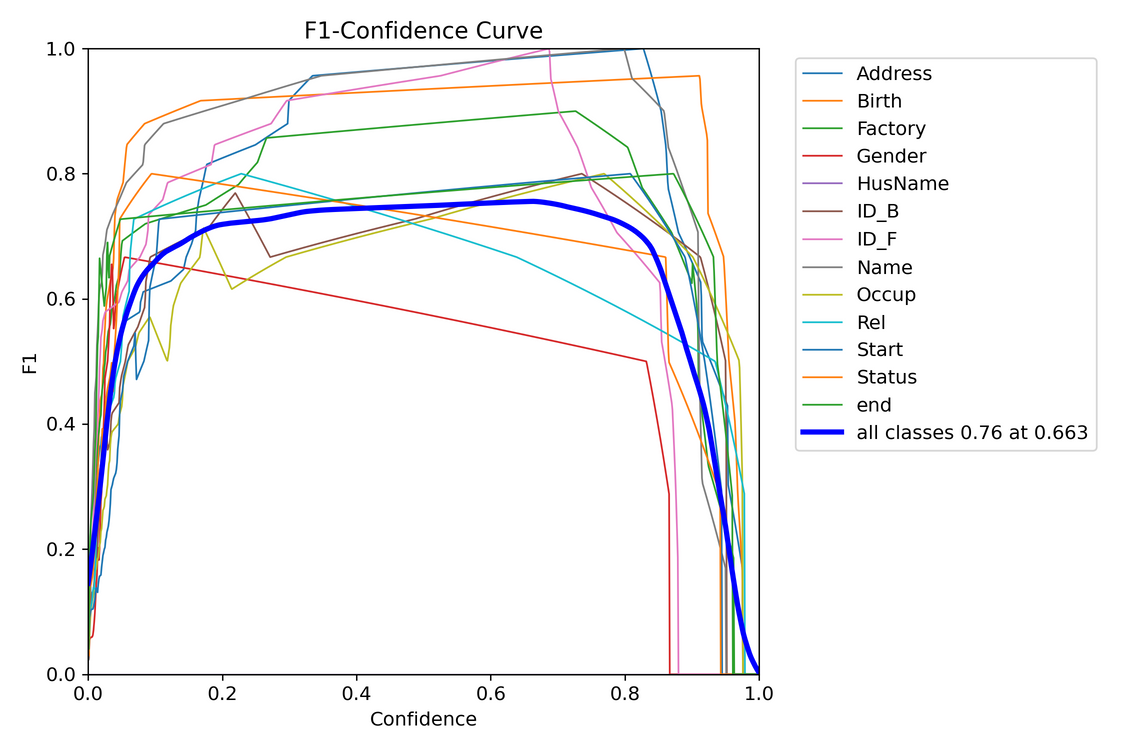 F1-Confidence Curve
1.0
0.8
0.6
0.4
0.2
0.0
F1
0.0 0.2 0.4 0.6 0.8 1.0
Confidence
Address
Birth
Factory
Gender
HusName
ID_B
ID_F
Name
Occup
Rel
Start
Status
end
all classes 0.76 at 0.663